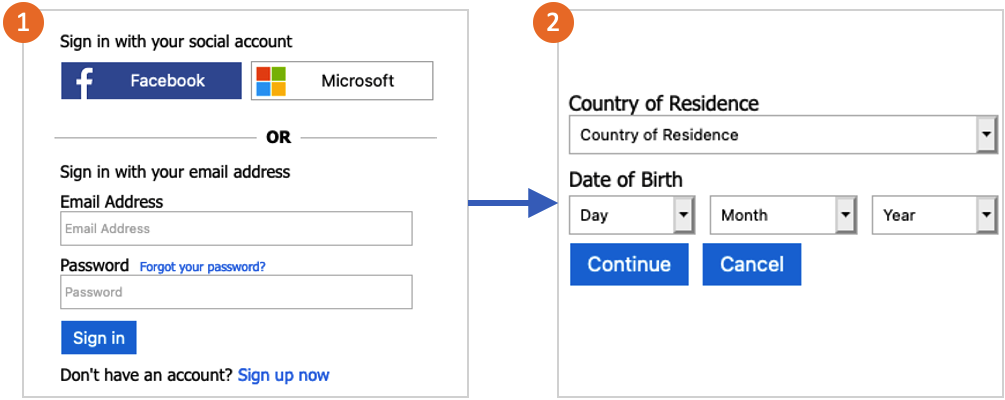 1
Sign in with your social account
Facebook
Microsoft
OR
Sign in with your email address
Email Address
Email Address
Password Forgot your password?
Password
Sign in
Don't have an account? Sign up now
2
Country of Residence
Country of Residence
Date of Birth
Day Month Year
Continue Cancel